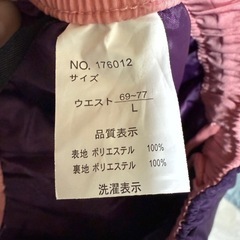 NO. 176012
サイズ
ウエスト 69~77
L
品質表示
表地 ポリエステル 100%
裏地 ポリエステル 100%
洗濯表示